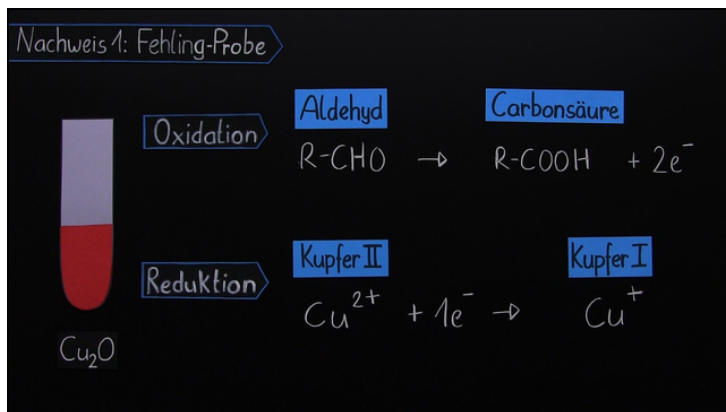 Nachweis 1: Fehling-Probe
Oxidation
Aldehyd
Carbonsäure
R-CHO → R-COOH + 2e⁻
Reduktion
Kupfer II
Kupfer I
Cu²⁺ + 1e⁻ → Cu⁺
Cu₂O